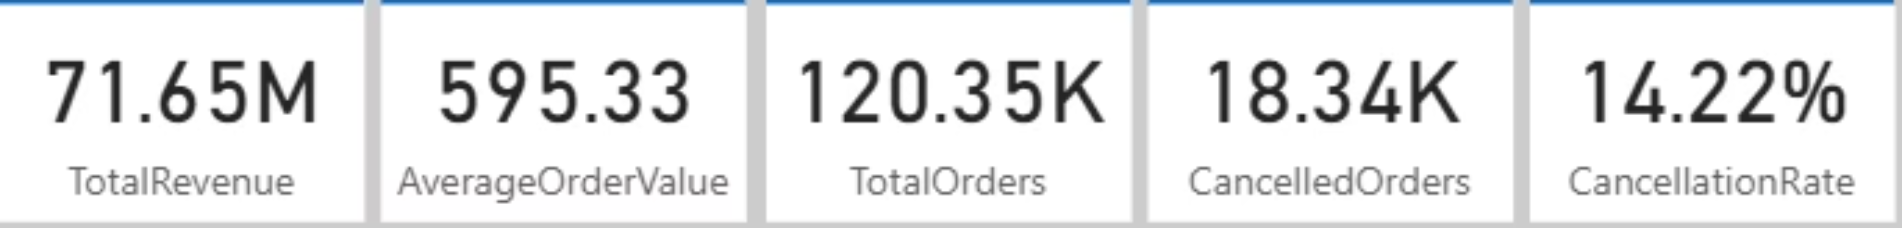 71.65M
TotalRevenue
595.33
AverageOrderValue
120.35K
TotalOrders
18.34K
CancelledOrders
14.22%
CancellationRate